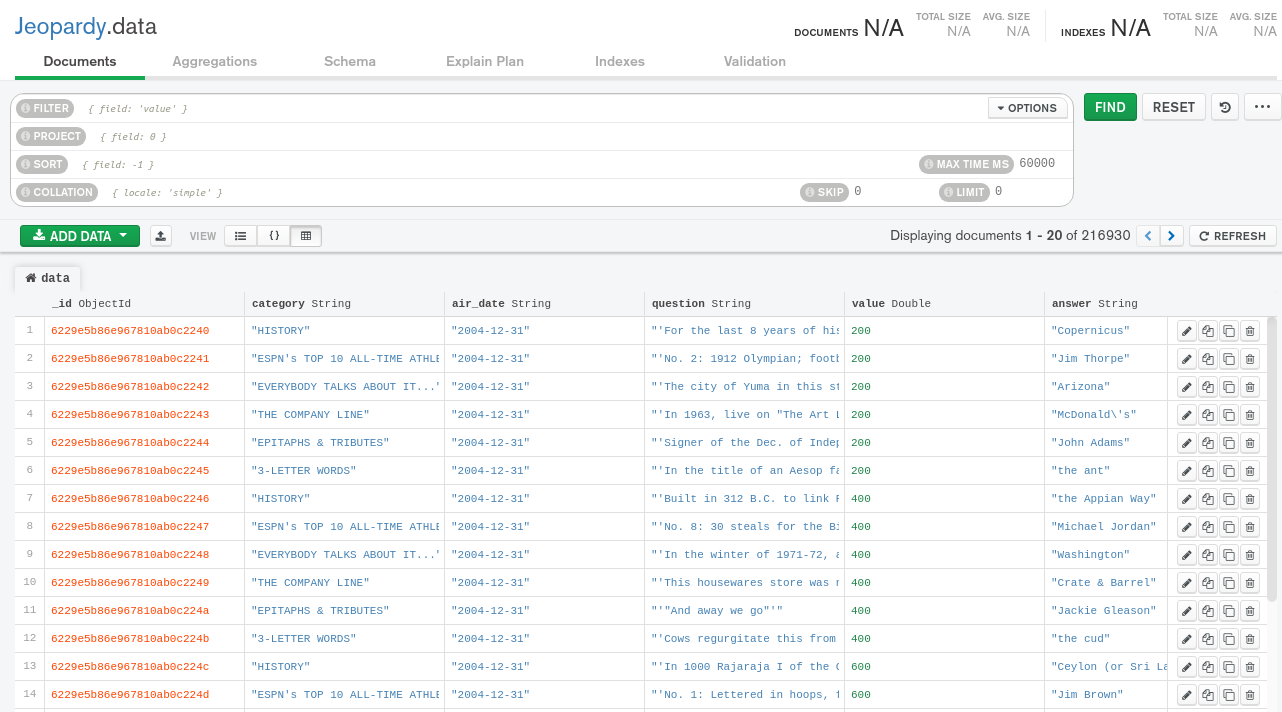 Jeopardy.data
DOCUMENTS N/A TOTAL SIZE N/A AVG. SIZE N/A INDEXES N/A TOTAL SIZE N/A AVG. SIZE N/A
Documents Aggregations Schema Explain Plan Indexes Validation
FILTER { field: 'value' } OPTIONS FIND RESET
PROJECT { field: 0 }
SORT { field: -1 } MAX TIME MS 60000
COLLATION { locale: 'simple' } SKIP 0 LIMIT 0
ADD DATA VIEW {} Displaying documents 1 - 20 of 216930 REFRESH
data
_id ObjectId category String air_date String question String value Double answer String
1 6229e5b86e967810ab0c2240 "HISTORY" "2004-12-31" "'For the last 8 years of his 200 "Copernicus"
2 6229e5b86e967810ab0c2241 "ESPN's TOP 10 ALL-TIME ATHLE "2004-12-31" "'No. 2: 1912 Olympian; footb 200 "Jim Thorpe"
3 6229e5b86e967810ab0c2242 "EVERYBODY TALKS ABOUT IT..." "2004-12-31" "'The city of Yuma in this st 200 "Arizona"
4 6229e5b86e967810ab0c2243 "THE COMPANY LINE" "2004-12-31" "'In 1963, live on "The Art L 200 "McDonald\'s"
5 6229e5b86e967810ab0c2244 "EPITAPHS & TRIBUTES" "2004-12-31" "'Signer of the Dec. of Indep 200 "John Adams"
6 6229e5b86e967810ab0c2245 "3-LETTER WORDS" "2004-12-31" "'In the title of an Aesop fa 200 "the ant"
7 6229e5b86e967810ab0c2246 "HISTORY" "2004-12-31" "'Built in 312 B.C. to link R 400 "the Appian Way"
8 6229e5b86e967810ab0c2247 "ESPN's TOP 10 ALL-TIME ATHLE "2004-12-31" "'No. 8: 30 steals for the Bi 400 "Michael Jordan"
9 6229e5b86e967810ab0c2248 "EVERYBODY TALKS ABOUT IT..." "2004-12-31" "'In the winter of 1971-72, a 400 "Washington"
10 6229e5b86e967810ab0c2249 "THE COMPANY LINE" "2004-12-31" "'This housewares store was n 400 "Crate & Barrel"
11 6229e5b86e967810ab0c224a "EPITAPHS & TRIBUTES" "2004-12-31" "'"And away we go"'" 400 "Jackie Gleason"
12 6229e5b86e967810ab0c224b "3-LETTER WORDS" "2004-12-31" "'Cows regurgitate this from 400 "the cud"
13 6229e5b86e967810ab0c224c "HISTORY" "2004-12-31" "'In 1000 Rajaraja I of the C 600 "Ceylon (or Sri La
14 6229e5b86e967810ab0c224d "ESPN's TOP 10 ALL-TIME ATHLE "2004-12-31" "'No. 1: Lettered in hoops, f 600 "Jim Brown"